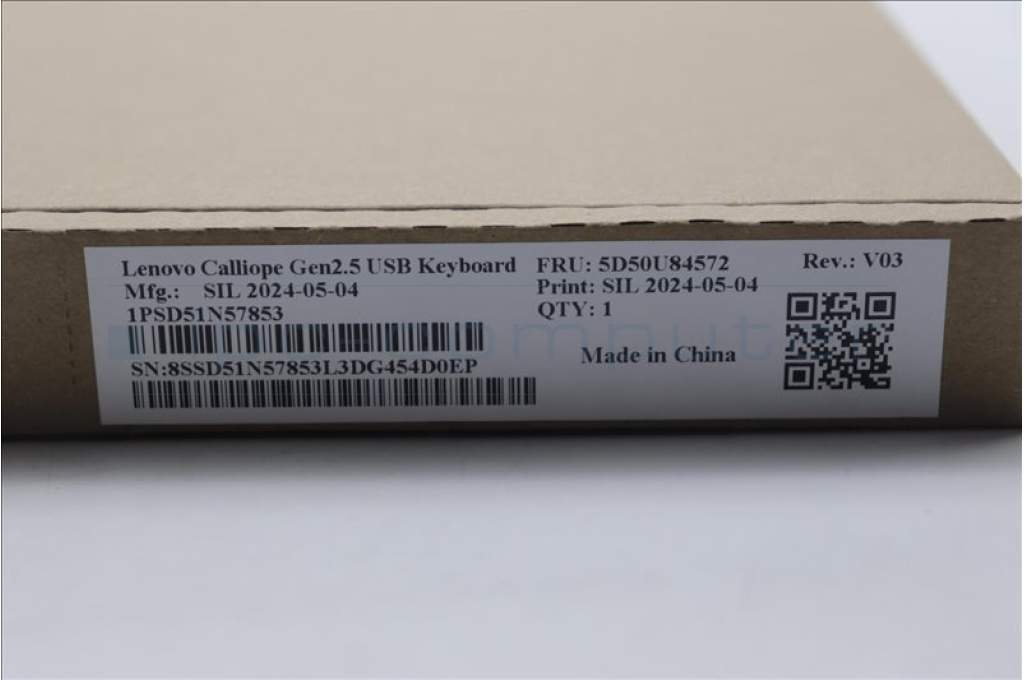 Lenovo Calliope Gen2.5 USB Keyboard FRU: 5D50U84572 Rev.: V03
Mfg.: SIL 2024-05-04 Print: SIL 2024-05-04
1PSD51N57853 QTY: 1
Made in China
SN:8SSD51N57853L3DG454D0EP